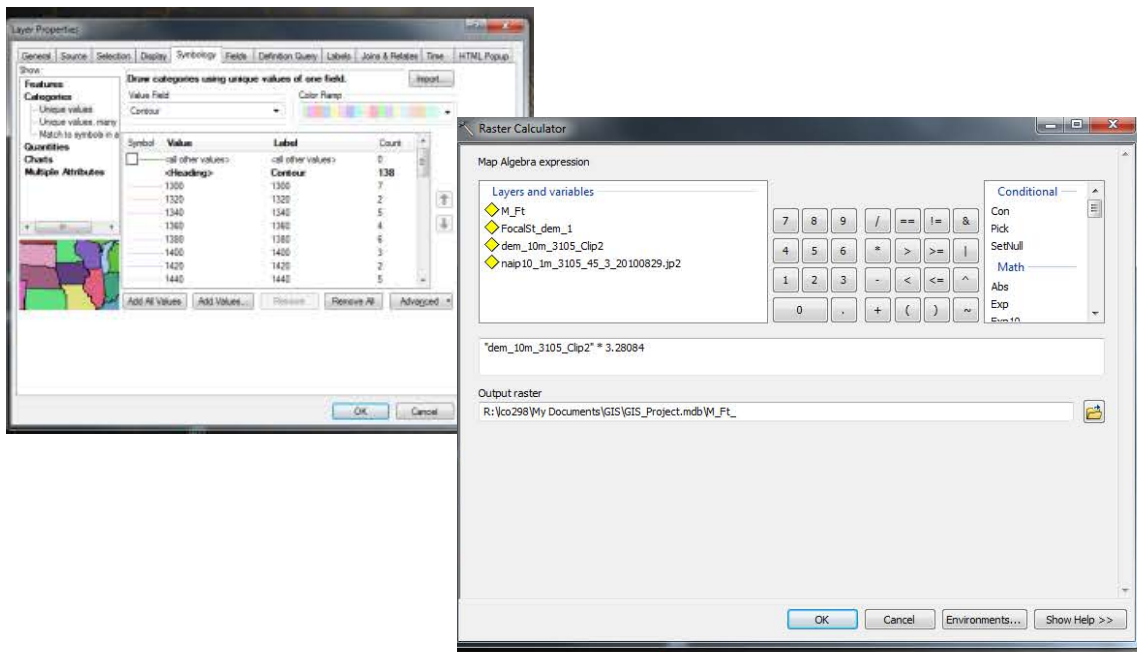 Layer Properties
General Source Selection Display Symbology Fields Definition Query Labels Joins & Relates Time HTML Popup
Show:
Features
Categories
Unique values
Unique values, many
Match to symbols in a
Quantities
Charts
Multiple Attributes
Draw categories using unique values of one field.
Import...
Value Field
Color Ramp
Contour
Symbol Value Label Count
<all other values> <all other values> 0
<Heading> Contour 138
1300 1300 7
1320 1320 2
1340 1340 5
1360 1360 4
1380 1380 6
1400 1400 3
1420 1420 2
1440 1440 5
Add All Values Add Values... Remove Remove All Advanced
OK Cancel
Raster Calculator
Map Algebra expression
Layers and variables
M_Ft
FocalSt_dem_1
dem_10m_3105_Clip2
naip10_1m_3105_45_3_20100829.jp2
7 8 9 / == != &
4 5 6 * > >= |
1 2 3 - < <= ^
0 . + ( ) ~
Conditional
Con
Pick
SetNull
Math
Abs
Exp
Exp10
"dem_10m_3105_Clip2" * 3.28084
Output raster
R:\lco298\My Documents\GIS\GIS_Project.mdb\M_Ft_
OK Cancel Environments... Show Help >>